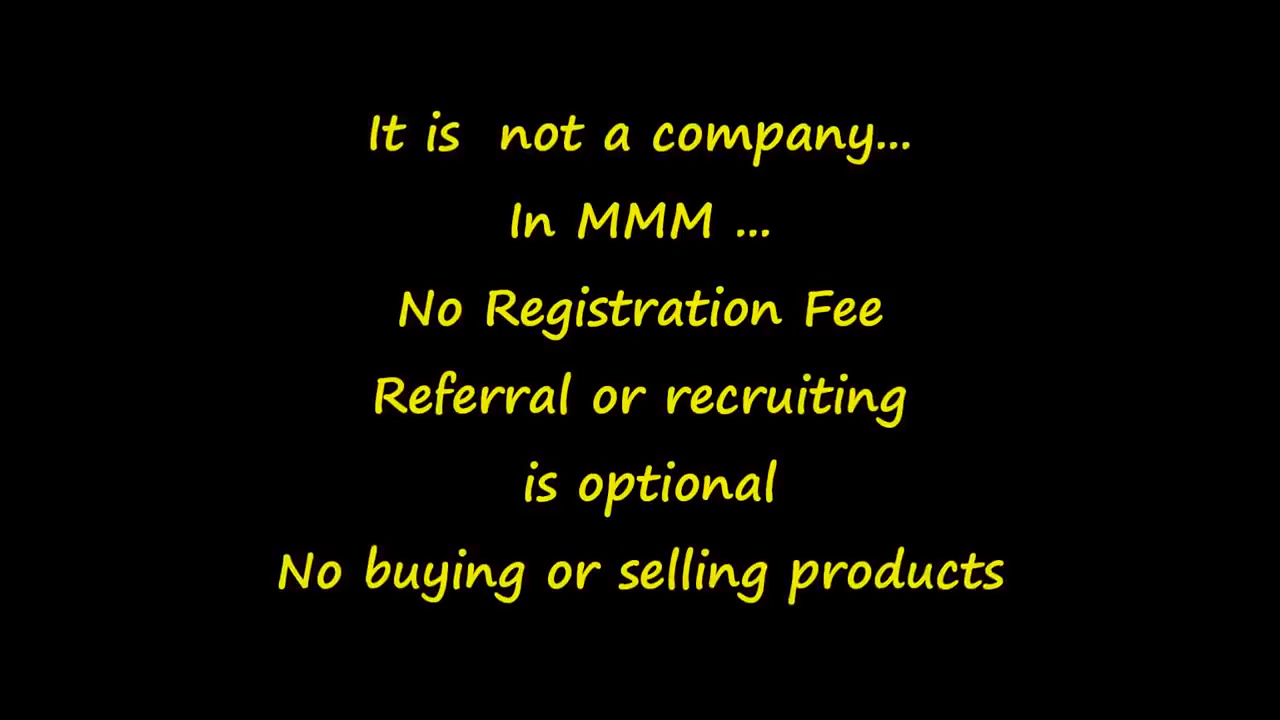 It is  not a company...
In MMM ...
No Registration Fee
Referral or recruiting
is optional
No buying or selling products